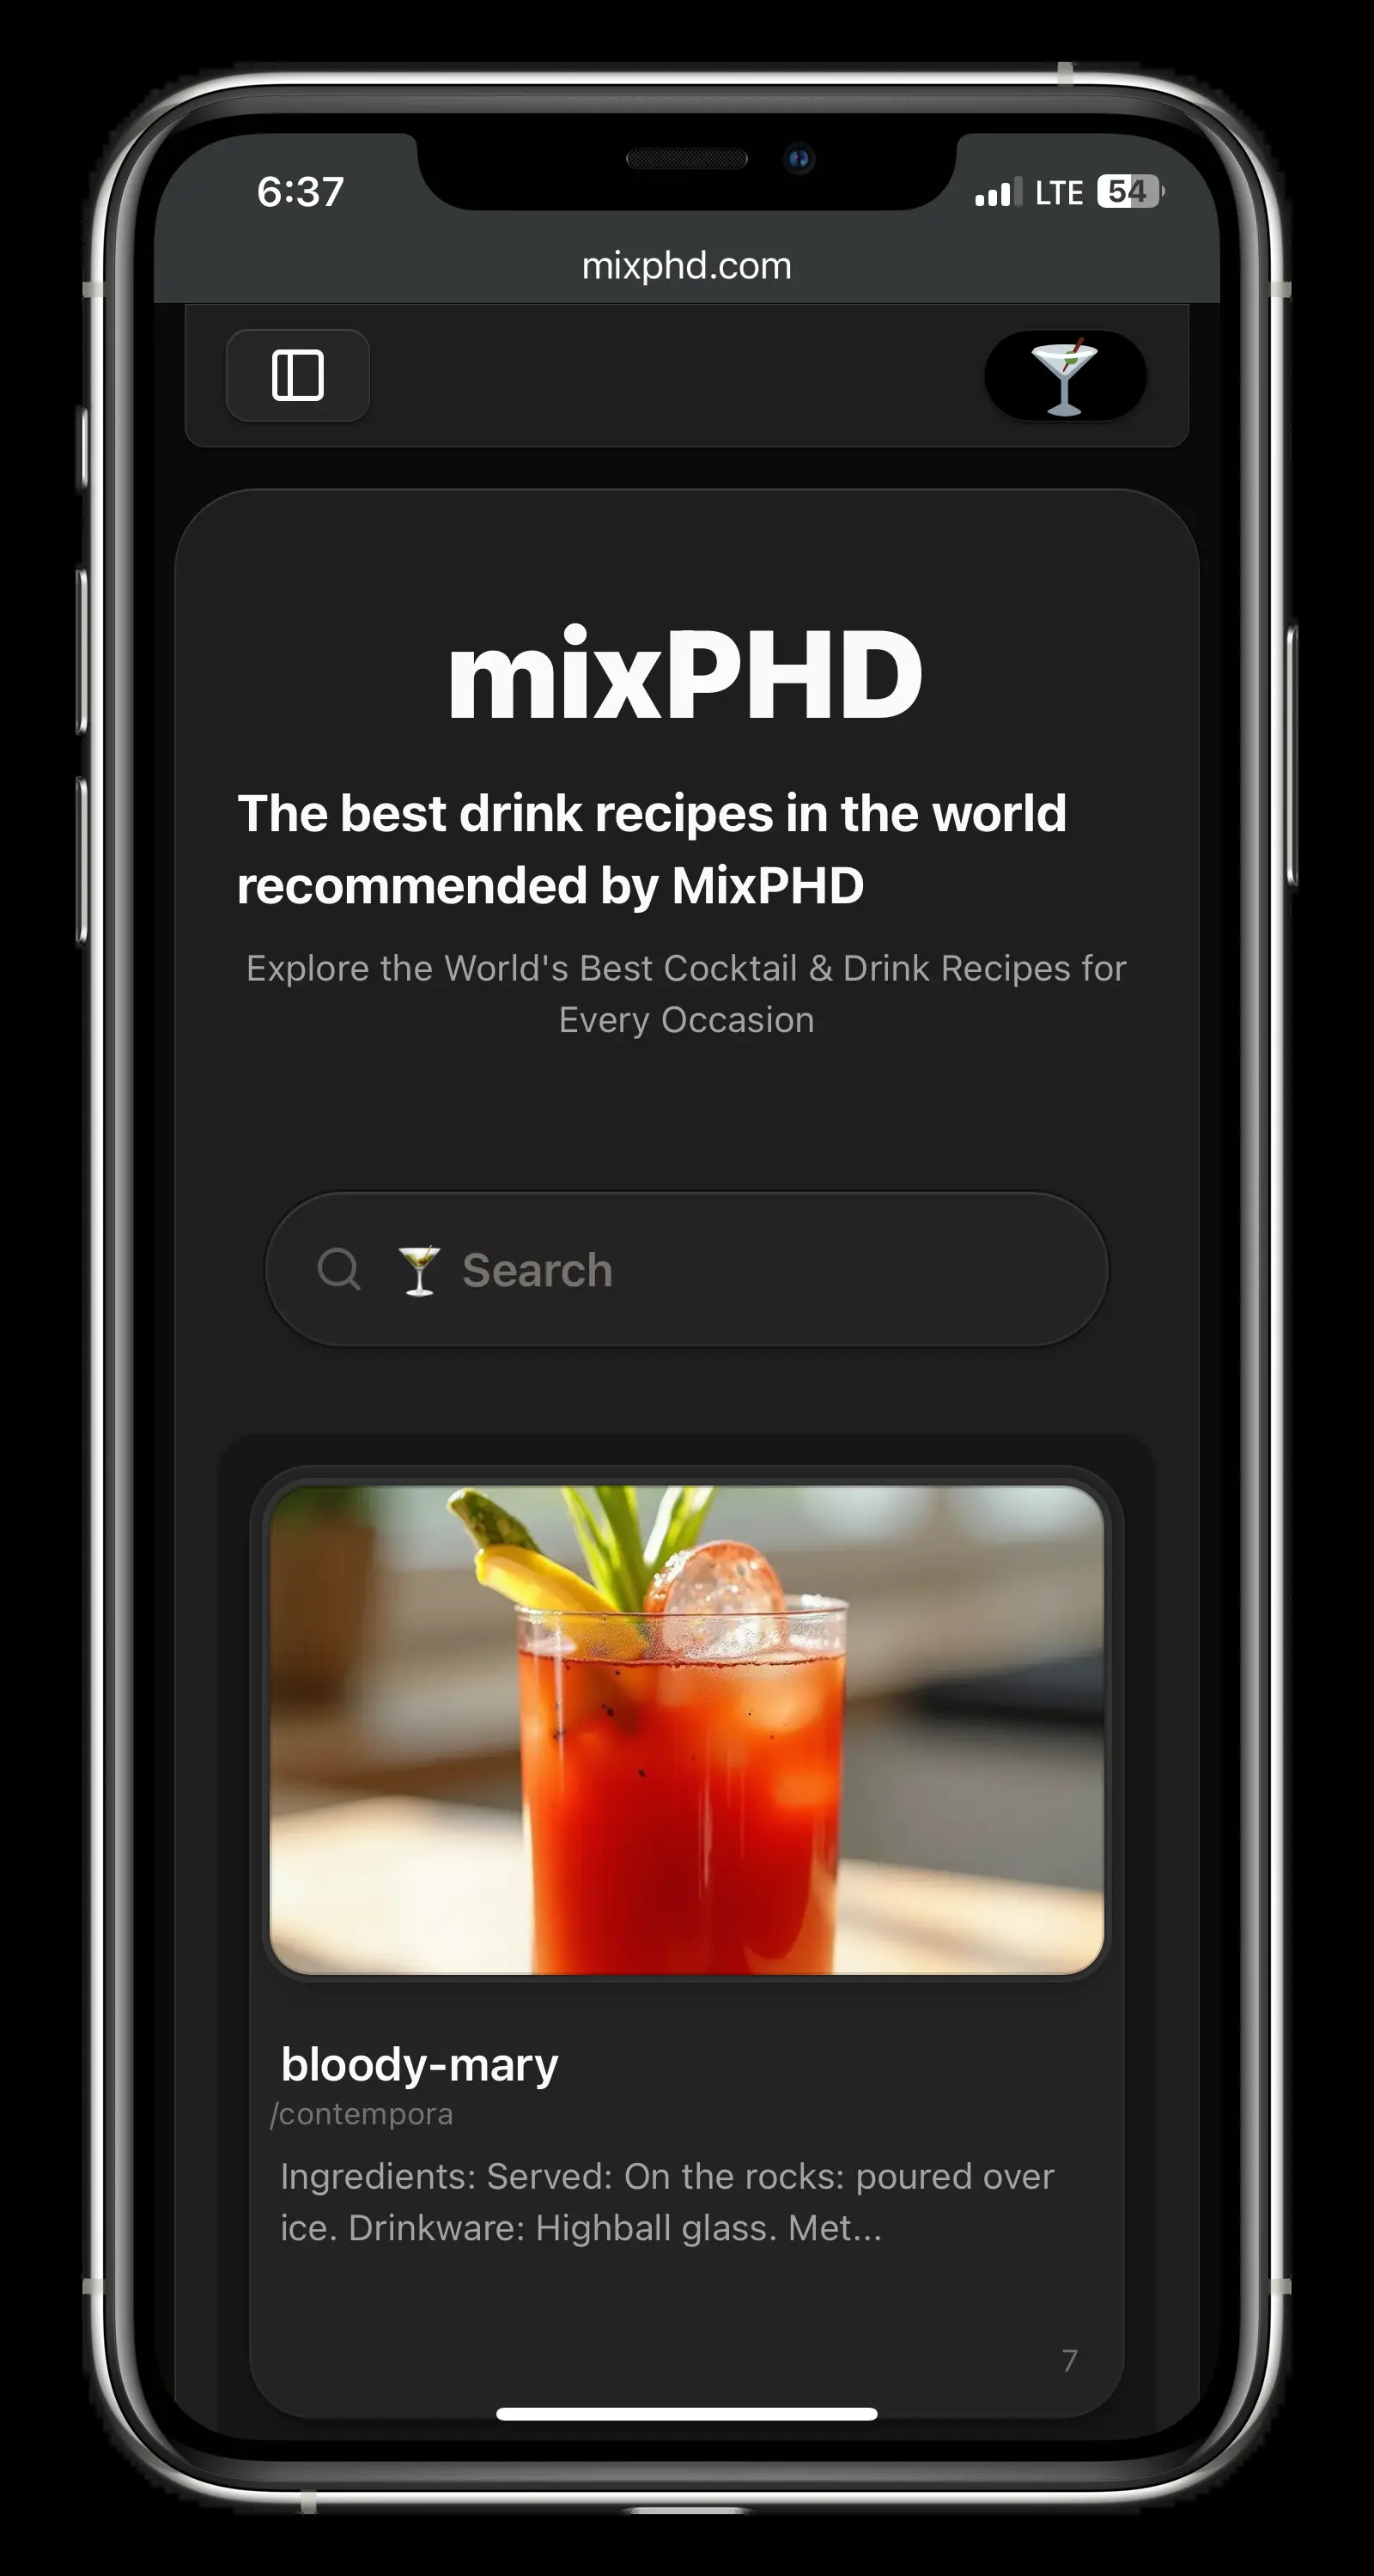 6:37
LTE 54
mixphd.com
mixPHD
The best drink recipes in the world
recommended by MixPHD
Explore the World's Best Cocktail & Drink Recipes for
Every Occasion
Search
bloody-mary
/contempora
Ingredients: Served: On the rocks: poured over
ice. Drinkware: Highball glass. Met...
7